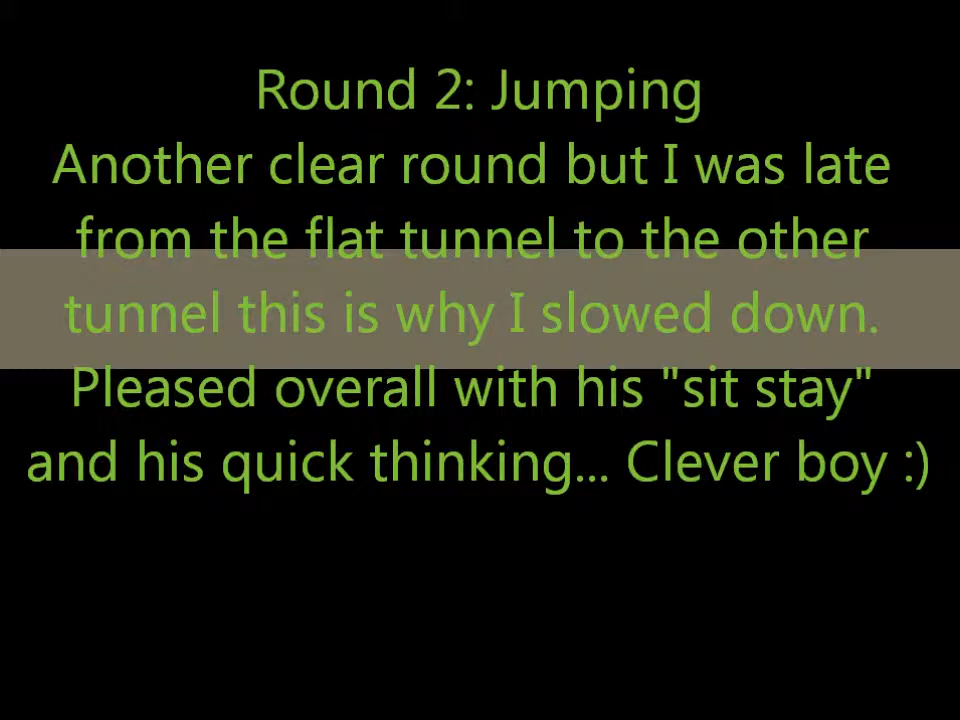 Round 2: Jumping
Another clear round but I was late
from the flat tunnel to the other
tunnel this is why I slowed down.
Pleased overall with his "sit stay"
and his quick thinking... Clever boy :)